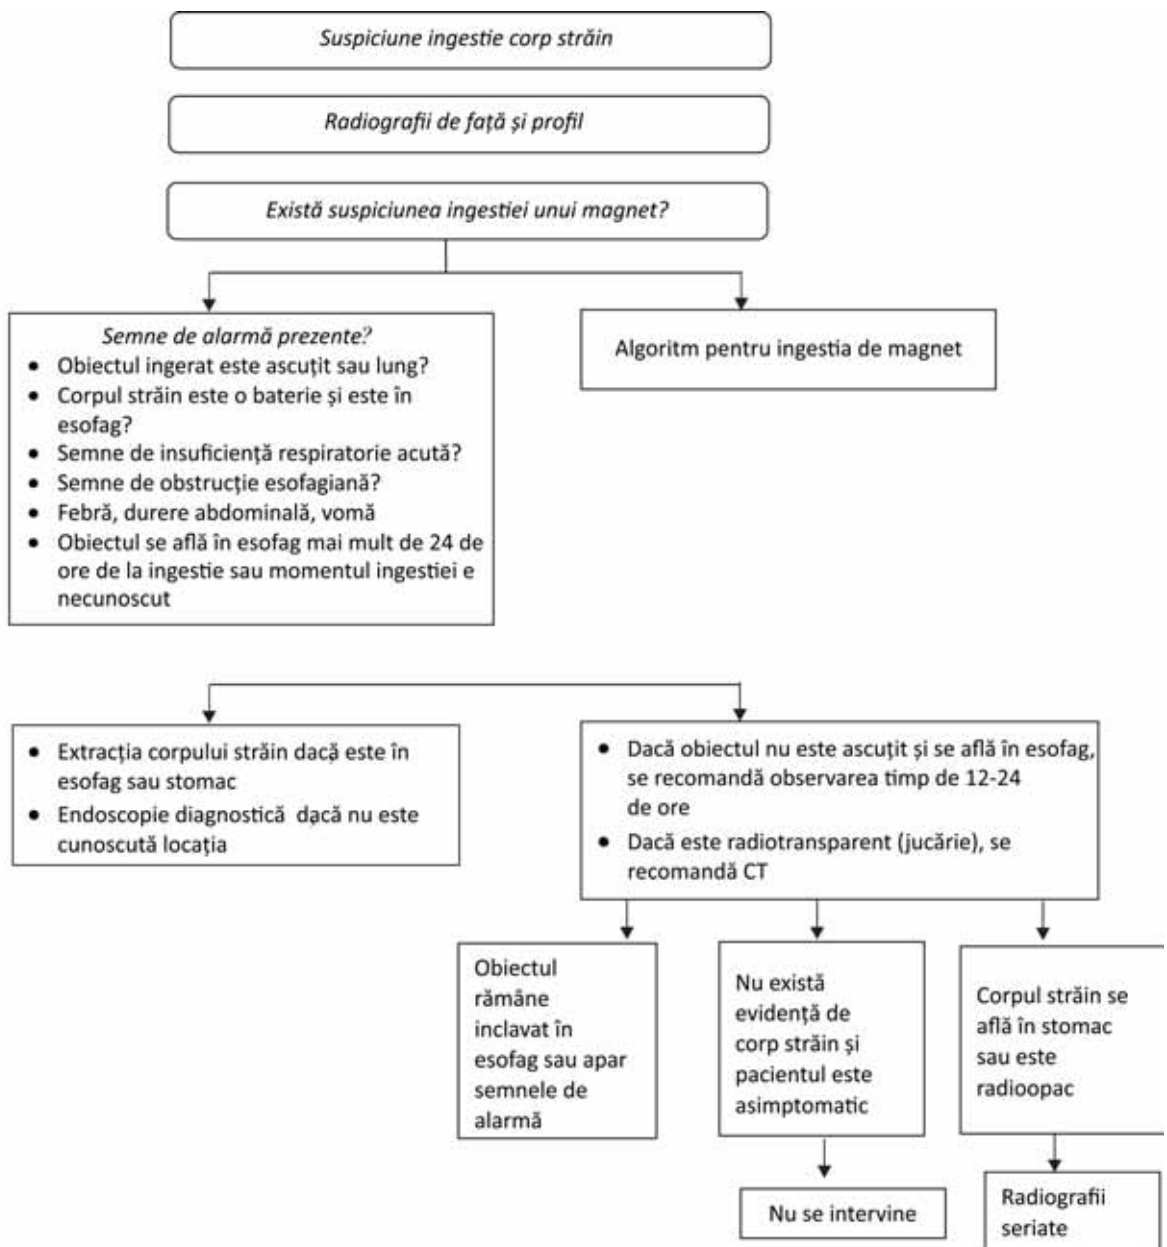 Suspiciune ingestie corp străin
Radiografii de față și profil
Există suspiciunea ingestiei unui magnet?
Semne de alarmă prezente?
• Obiectul ingerat este ascuțit sau lung?
• Corpul străin este o baterie și este în
esofag?
• Semne de insuficiență respiratorie acută?
• Semne de obstrucție esofagiană?
• Febră, durere abdominală, vomă
• Obiectul se află în esofag mai mult de 24 de
ore de la ingestie sau momentul ingestiei e
necunoscut
Algoritm pentru ingestia de magnet
• Extracția corpului străin dacă este în
esofag sau stomac
• Endoscopie diagnostică dacă nu este
cunoscută locația
• Dacă obiectul nu este ascuțit și se află în esofag,
se recomandă observarea timp de 12-24
de ore
• Dacă este radiotransparent (jucărie), se
recomandă CT
Obiectul
rămâne
inclavat în
esofag sau apar
semnele de
alarmă
Nu există
evidență de
corp străin și
pacientul este
asimptomatic
Corpul străin se
află în stomac
sau este
radioopac
Nu se intervine
Radiografii
seriate